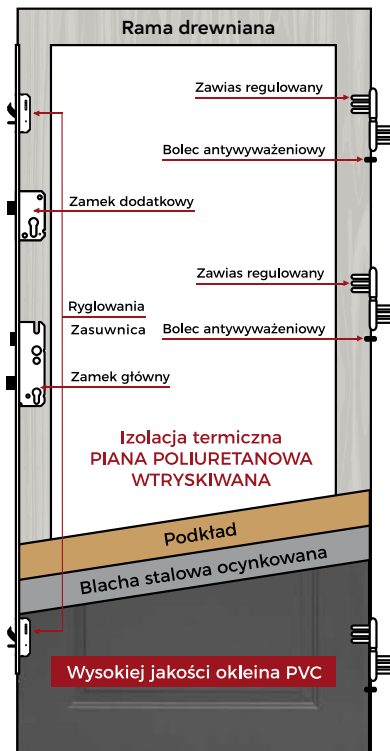 Rama drewniana
Zawias regulowany
Bolec antywyważeniowy
Zamek dodatkowy
Zawias regulowany
Ryglowania
Zasuwnica
Bolec antywyważeniowy
Zamek główny
Izolacja termiczna
PIANA POLIURETANOWA
WTRYSKIWANA
Podkład
Blacha stalowa ocynkowana
Wysokiej jakości okleina PVC